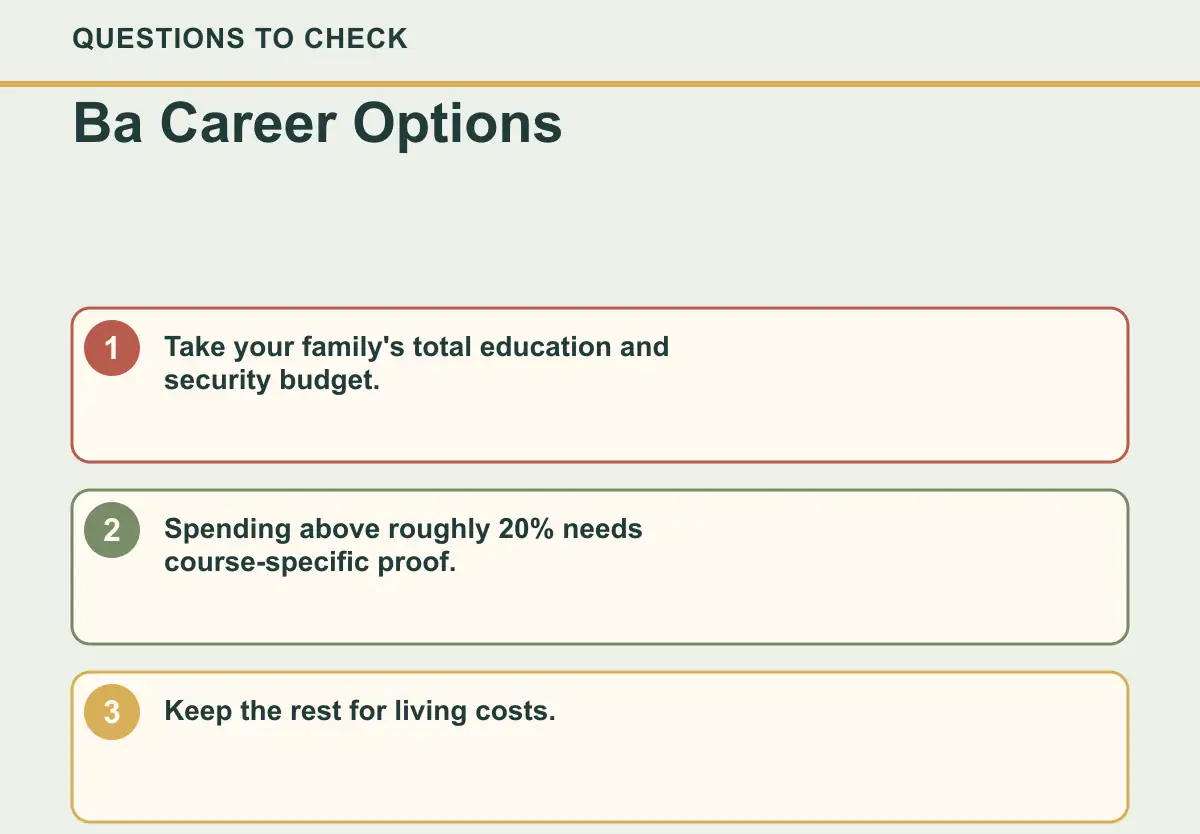 QUESTIONS TO CHECK
Ba Career Options
1
Take your family's total education and
security budget.
2
Spending above roughly 20% needs
course-specific proof.
3
Keep the rest for living costs.